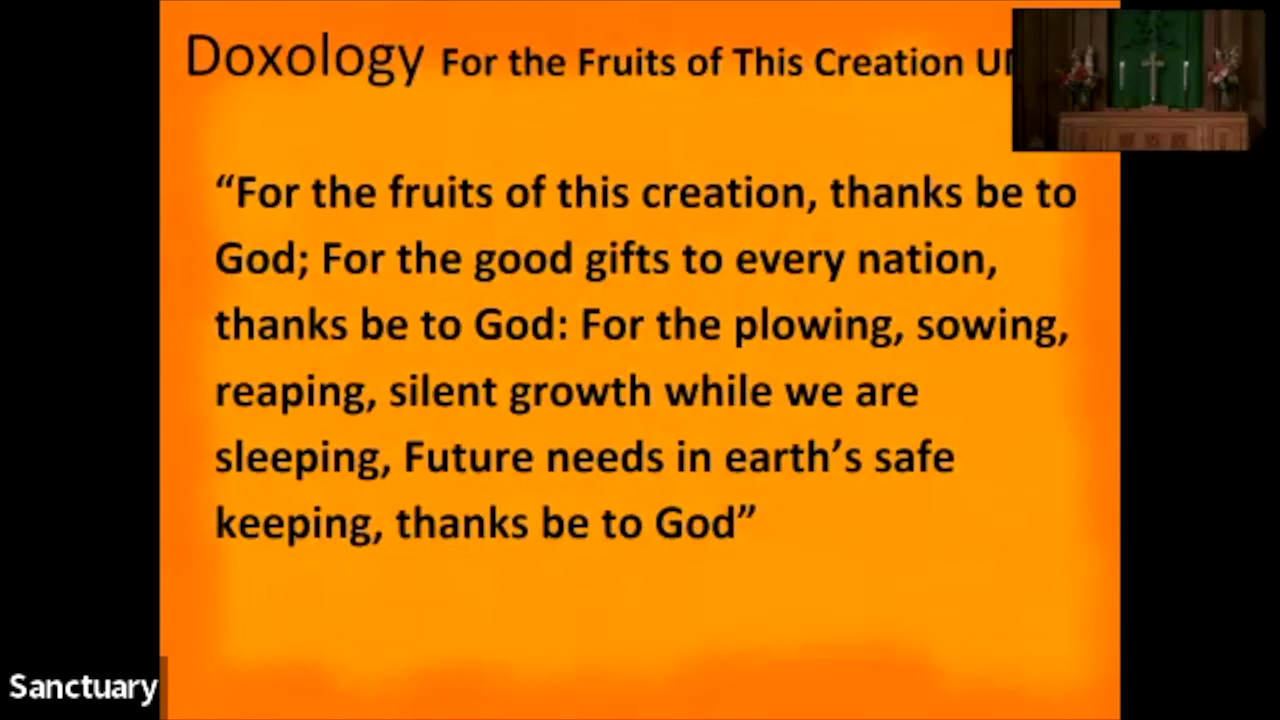 Doxology For the Fruits of This Creation
“For the fruits of this creation, thanks be to
God; For the good gifts to every nation,
thanks be to God: For the plowing, sowing,
reaping, silent growth while we are
sleeping, Future needs in earth’s safe
keeping, thanks be to God”
Sanctuary